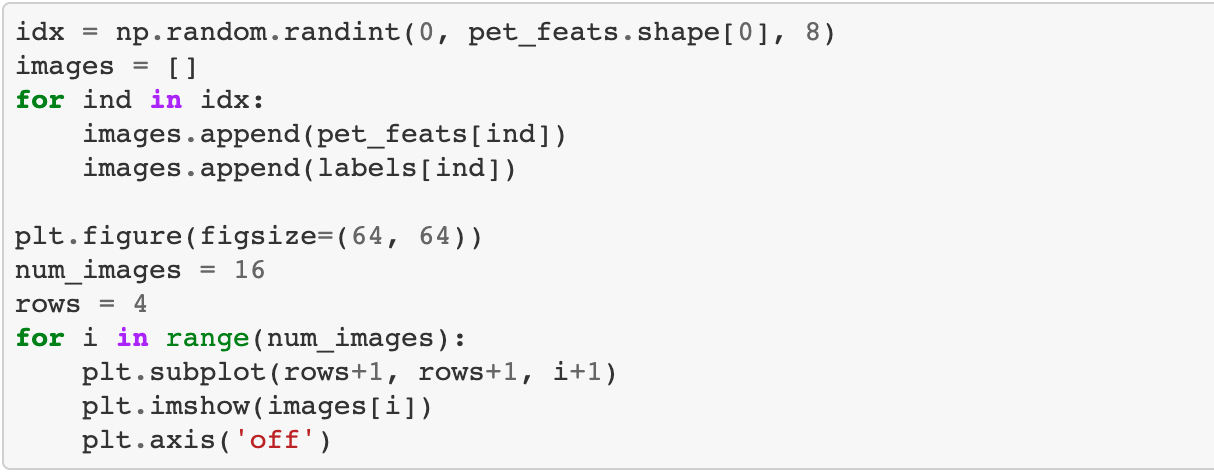 idx = np.random.randint(0, pet_feats.shape[0], 8)
images = []
for ind in idx:
    images.append(pet_feats[ind])
    images.append(labels[ind])

plt.figure(figsize=(64, 64))
num_images = 16
rows = 4
for i in range(num_images):
    plt.subplot(rows+1, rows+1, i+1)
    plt.imshow(images[i])
    plt.axis('off')